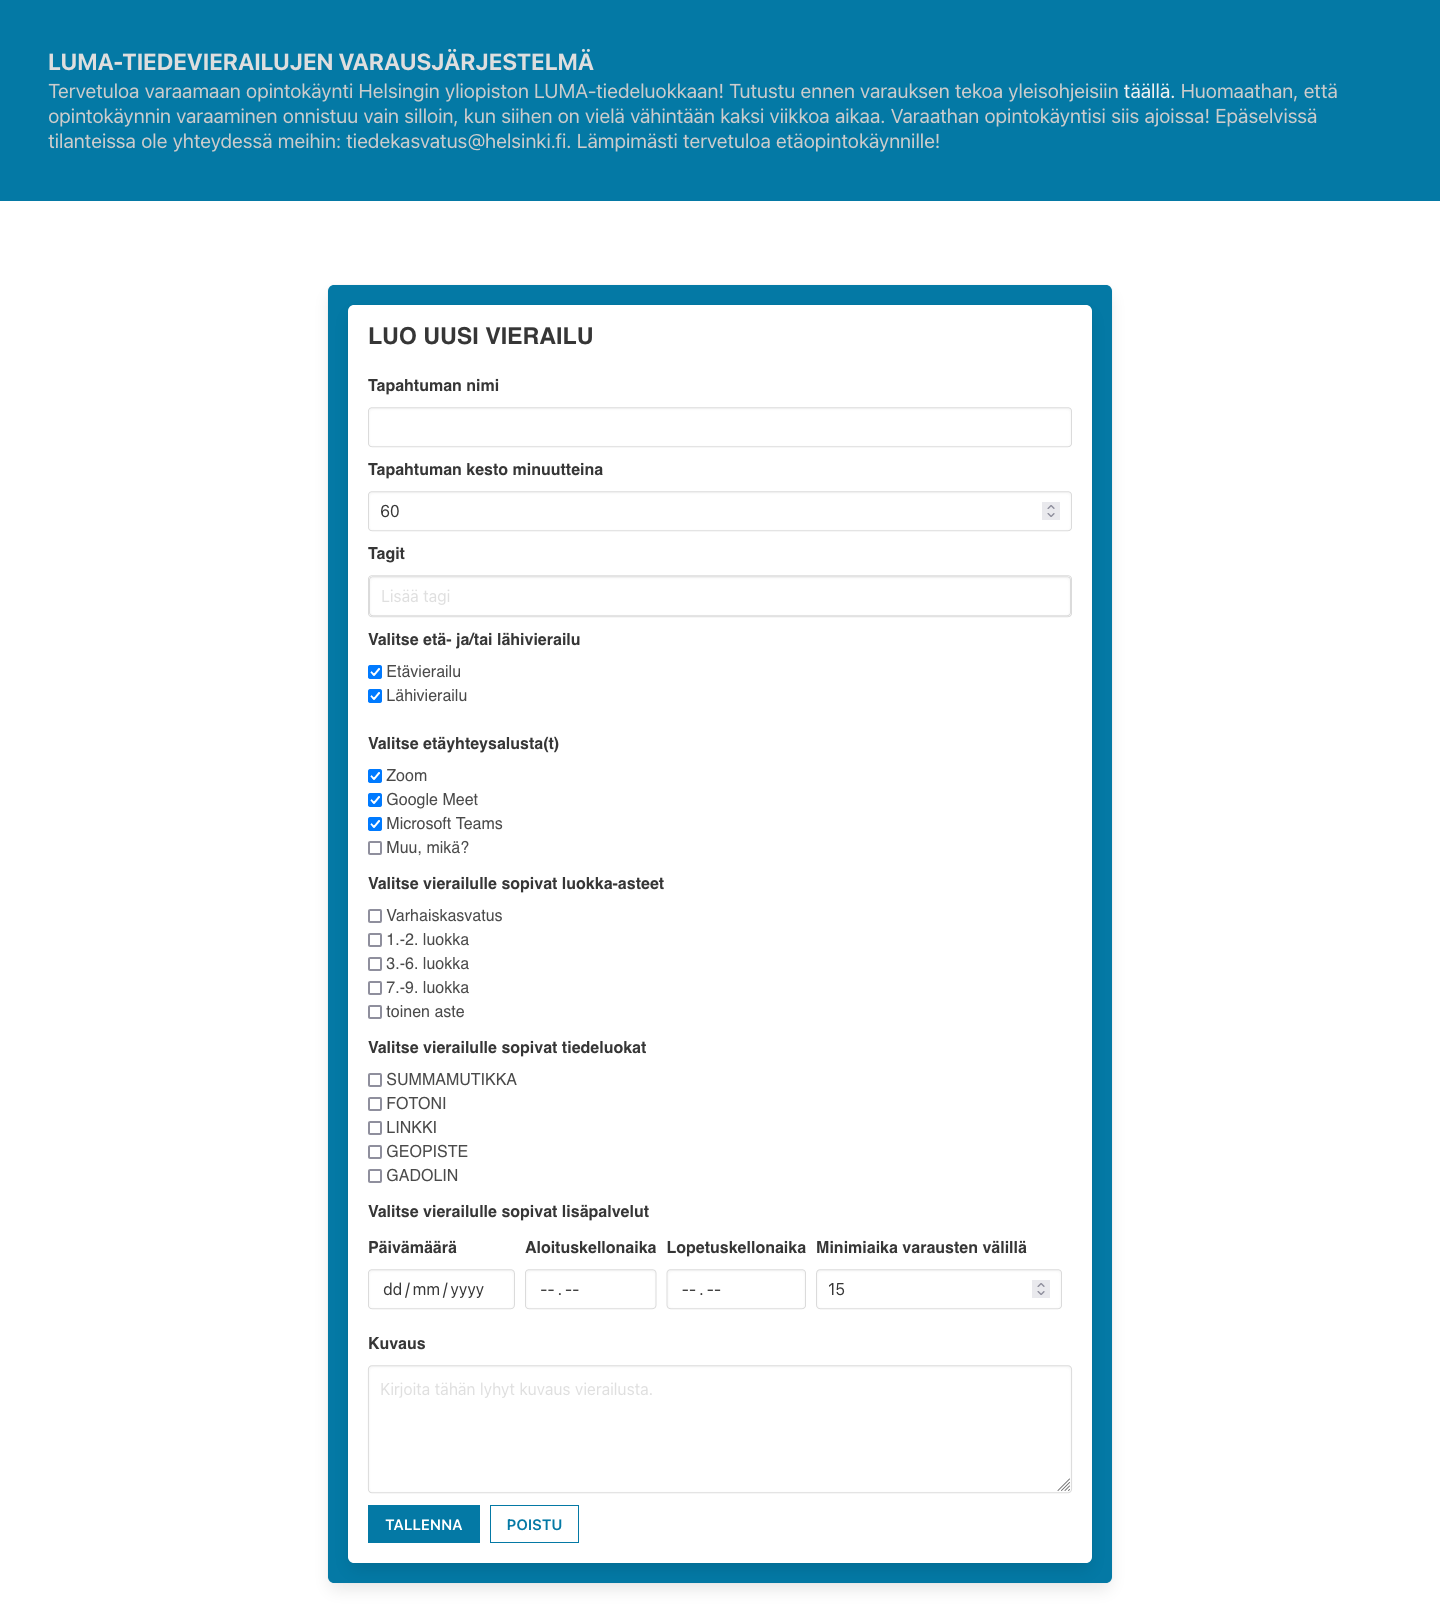 LUMA-TIEDEVIERAILUJEN VARAUSJÄRJESTELMÄ
Tervetuloa varaamaan opintokäynti Helsingin yliopiston LUMA-tiedeluokkaan! Tutustu ennen varauksen tekoa yleisohjeisiin täällä. Huomaathan, että
opintokäynnin varaaminen onnistuu vain silloin, kun siihen on vielä vähintään kaksi viikkoa aikaa. Varaathan opintokäyntisi siis ajoissa! Epäselvissä
tilanteissa ole yhteydessä meihin: tiedekasvatus@helsinki.fi. Lämpimästi tervetuloa etäopintokäynnille!
LUO UUSI VIERAILU
Tapahtuman nimi
Tapahtuman kesto minuutteina
60
Tagit
Lisää tagi
Valitse etä- ja/tai lähivierailu
Etävierailu
Lähivierailu
Valitse etäyhteysalusta(t)
Zoom
Google Meet
Microsoft Teams
Muu, mikä?
Valitse vierailulle sopivat luokka-asteet
Varhaiskasvatus
1.-2. luokka
3.-6. luokka
7.-9. luokka
toinen aste
Valitse vierailulle sopivat tiedeluokat
SUMMAMUTIKKA
FOTONI
LINKKI
GEOPISTE
GADOLIN
Valitse vierailulle sopivat lisäpalvelut
Päivämäärä Aloituskellonaika Lopetuskellonaika Minimiaika varausten välillä
dd/mm/yyyy --.-- --.-- 15
Kuvaus
Kirjoita tähän lyhyt kuvaus vierailusta.
TALLENNA POISTU